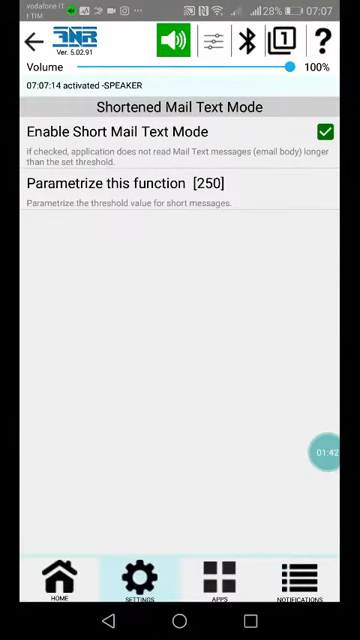 vodafone IT
TIM
28% 07:07
FNR
Ver. 5.02.91
1
?
Volume 100%
07:07:14 activated -SPEAKER
Shortened Mail Text Mode
Enable Short Mail Text Mode
if checked, application does not read Mail Text messages (email body) longer
than the set threshold.
Parametrize this function [250]
Parametrize the threshold value for short messages.
01:42
HOME SETTINGS APPS NOTIFICATIONS